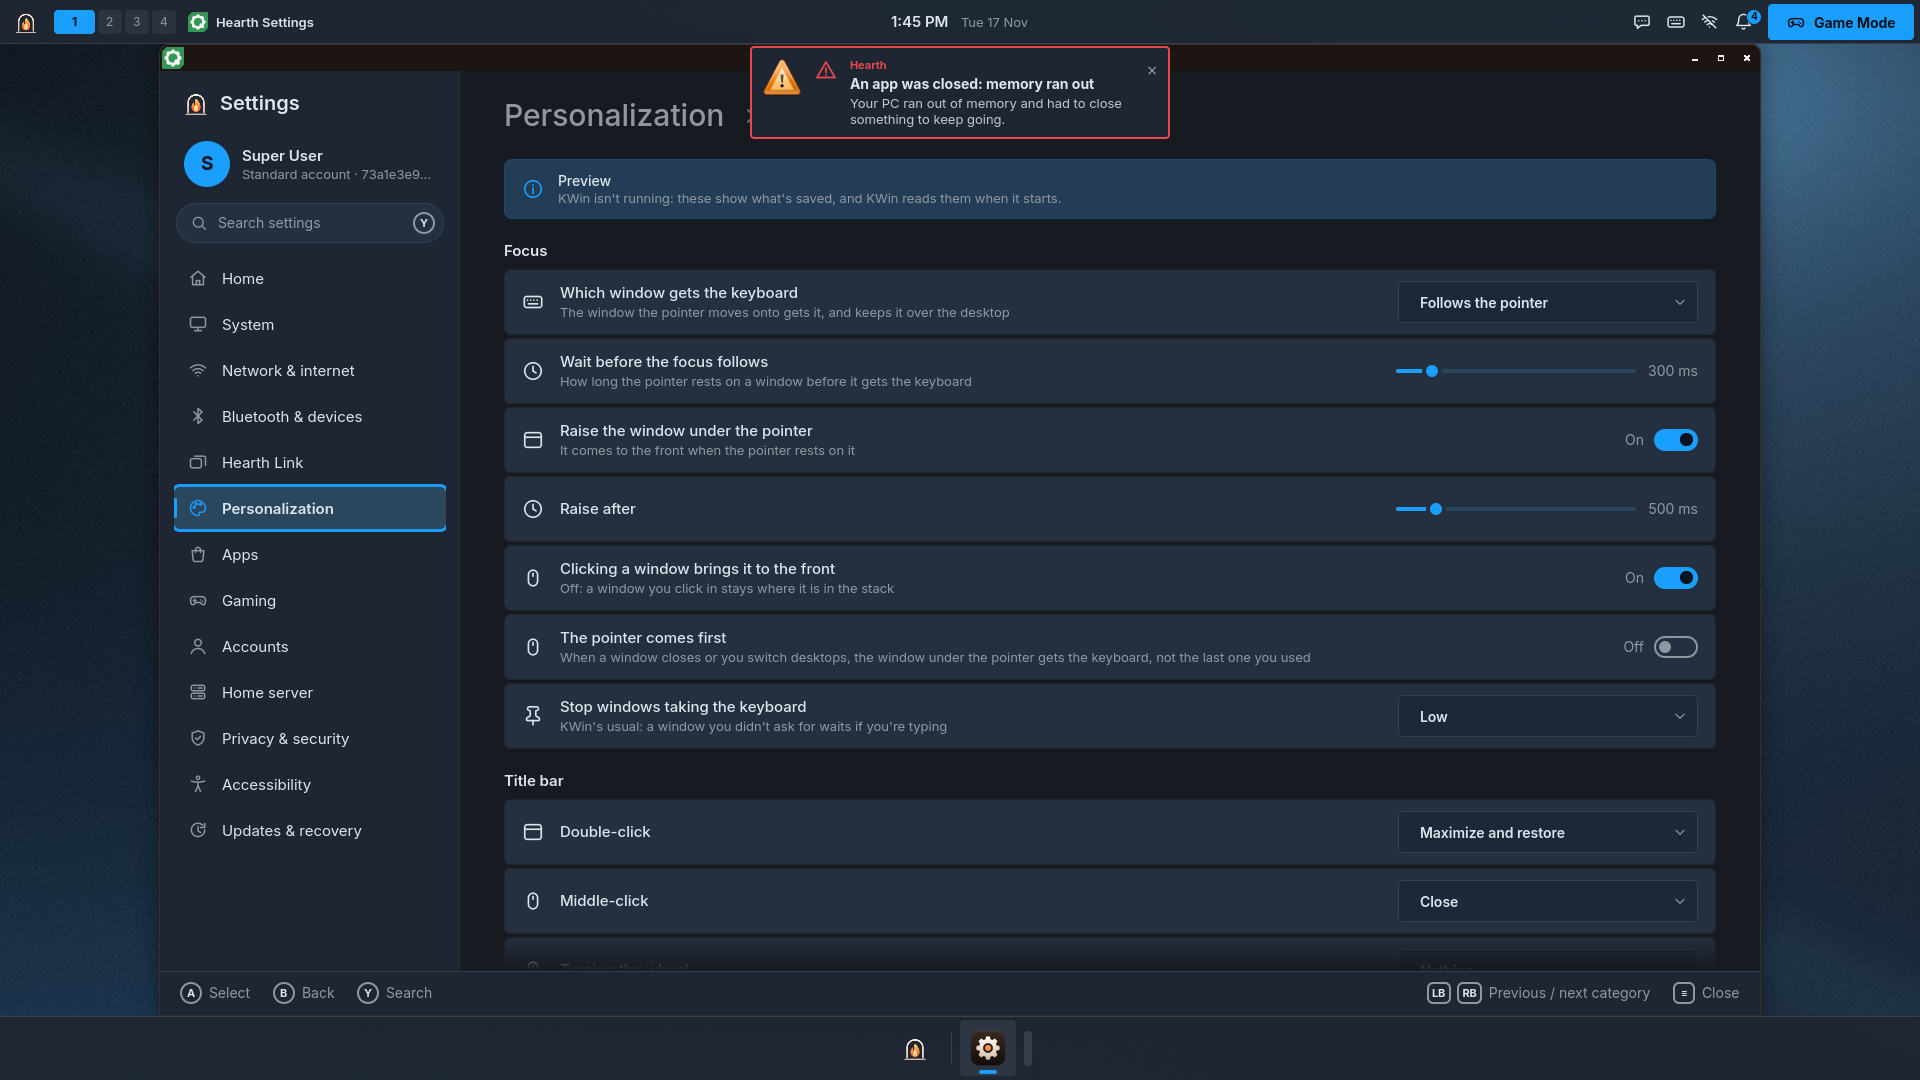 1 2 3 4 Hearth Settings
1:45 PM Tue 17 Nov
4 Game Mode
Hearth
An app was closed: memory ran out
Your PC ran out of memory and had to close
something to keep going.
Settings
S Super User
Standard account · 73a1e3e9...
Search settings Y
Home
System
Network & internet
Bluetooth & devices
Hearth Link
Personalization
Apps
Gaming
Accounts
Home server
Privacy & security
Accessibility
Updates & recovery
Personalization
Preview
KWin isn't running: these show what's saved, and KWin reads them when it starts.
Focus
Which window gets the keyboard
The window the pointer moves onto gets it, and keeps it over the desktop
Follows the pointer
Wait before the focus follows
How long the pointer rests on a window before it gets the keyboard
300 ms
Raise the window under the pointer
It comes to the front when the pointer rests on it
On
Raise after
500 ms
Clicking a window brings it to the front
Off: a window you click in stays where it is in the stack
On
The pointer comes first
When a window closes or you switch desktops, the window under the pointer gets the keyboard, not the last one you used
Off
Stop windows taking the keyboard
KWin's usual: a window you didn't ask for waits if you're typing
Low
Title bar
Double-click
Maximize and restore
Middle-click
Close
Turning the wheel
Nothing
A Select B Back Y Search
LB RB Previous / next category Close